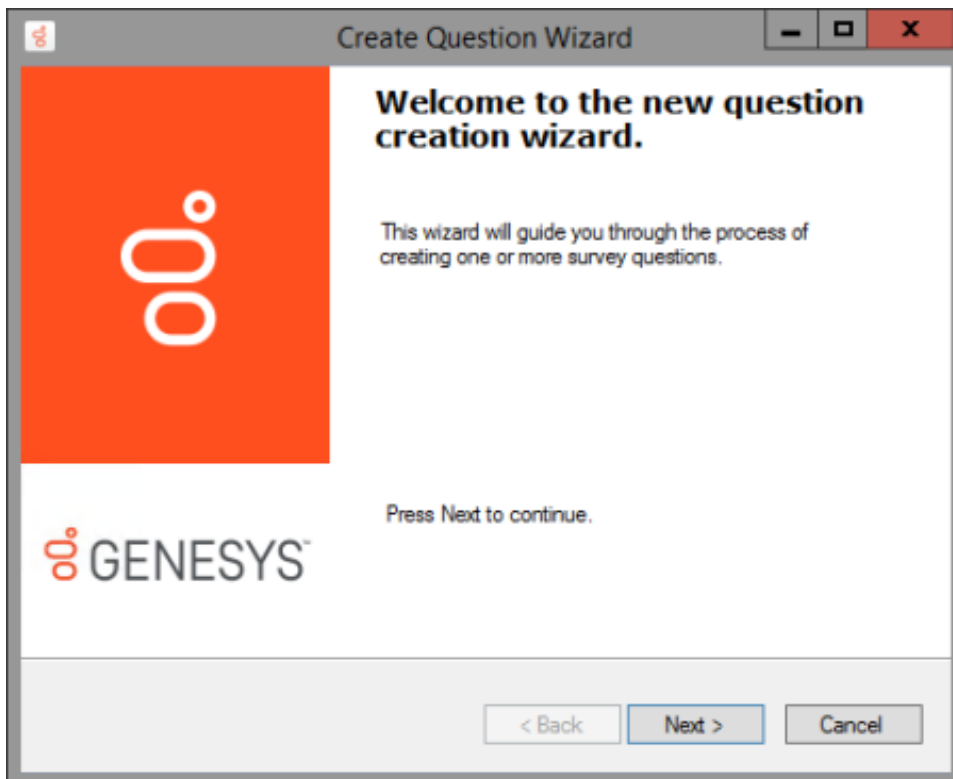 Create Question Wizard
Welcome to the new question
creation wizard.
This wizard will guide you through the process of
creating one or more survey questions.
Press Next to continue.
GENESYS™
< Back
Next >
Cancel